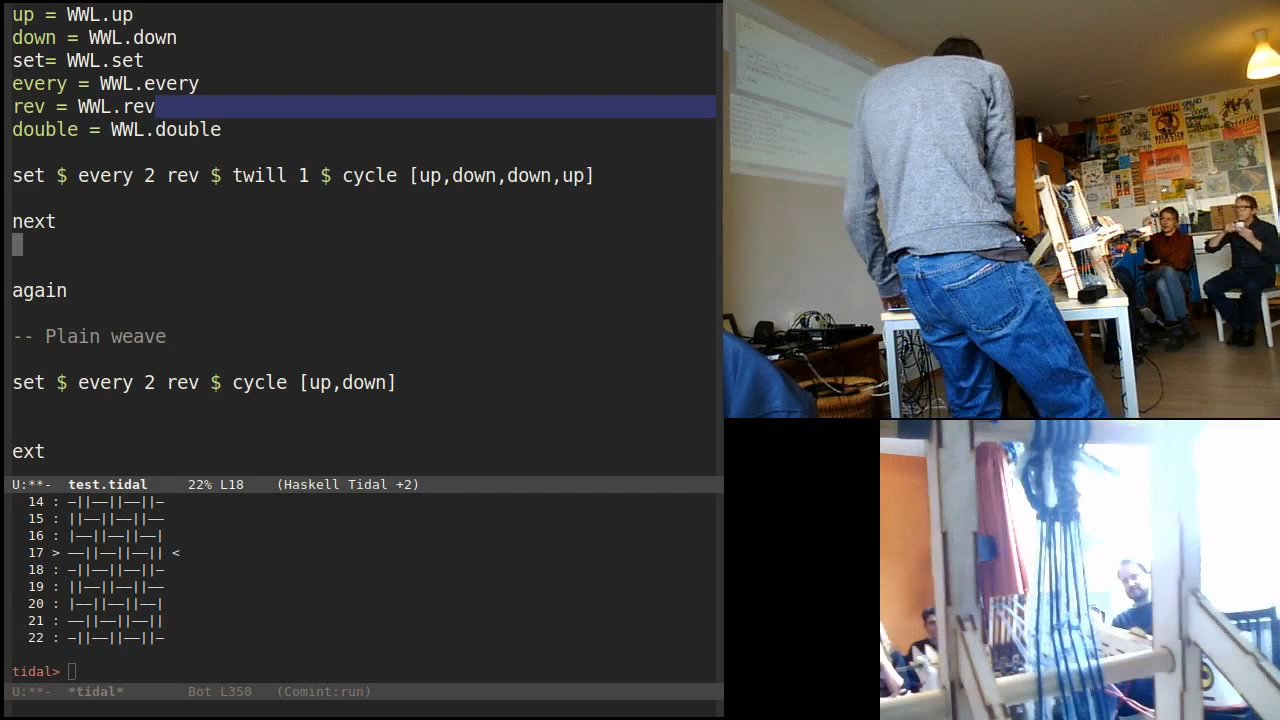 up = WWL.up
down = WWL.down
set= WWL.set
every = WWL.every
rev = WWL.rev
double = WWL.double
set $ every 2 rev $ twill 1 $ cycle [up,down,down,up]
next
again
-- Plain weave
set $ every 2 rev $ cycle [up,down]
ext
U:**-  test.tidal     22% L18    (Haskell Tidal +2)
14 : —||——||——||—
15 : ||——||——||——
16 : |——||——||——|
17 > ——||——||——|| <
18 : —||——||——||—
19 : ||——||——||——
20 : |——||——||——|
21 : ——||——||——||
22 : —||——||——||—
tidal>
U:**-  *tidal*        Bot L350   (Comint:run)